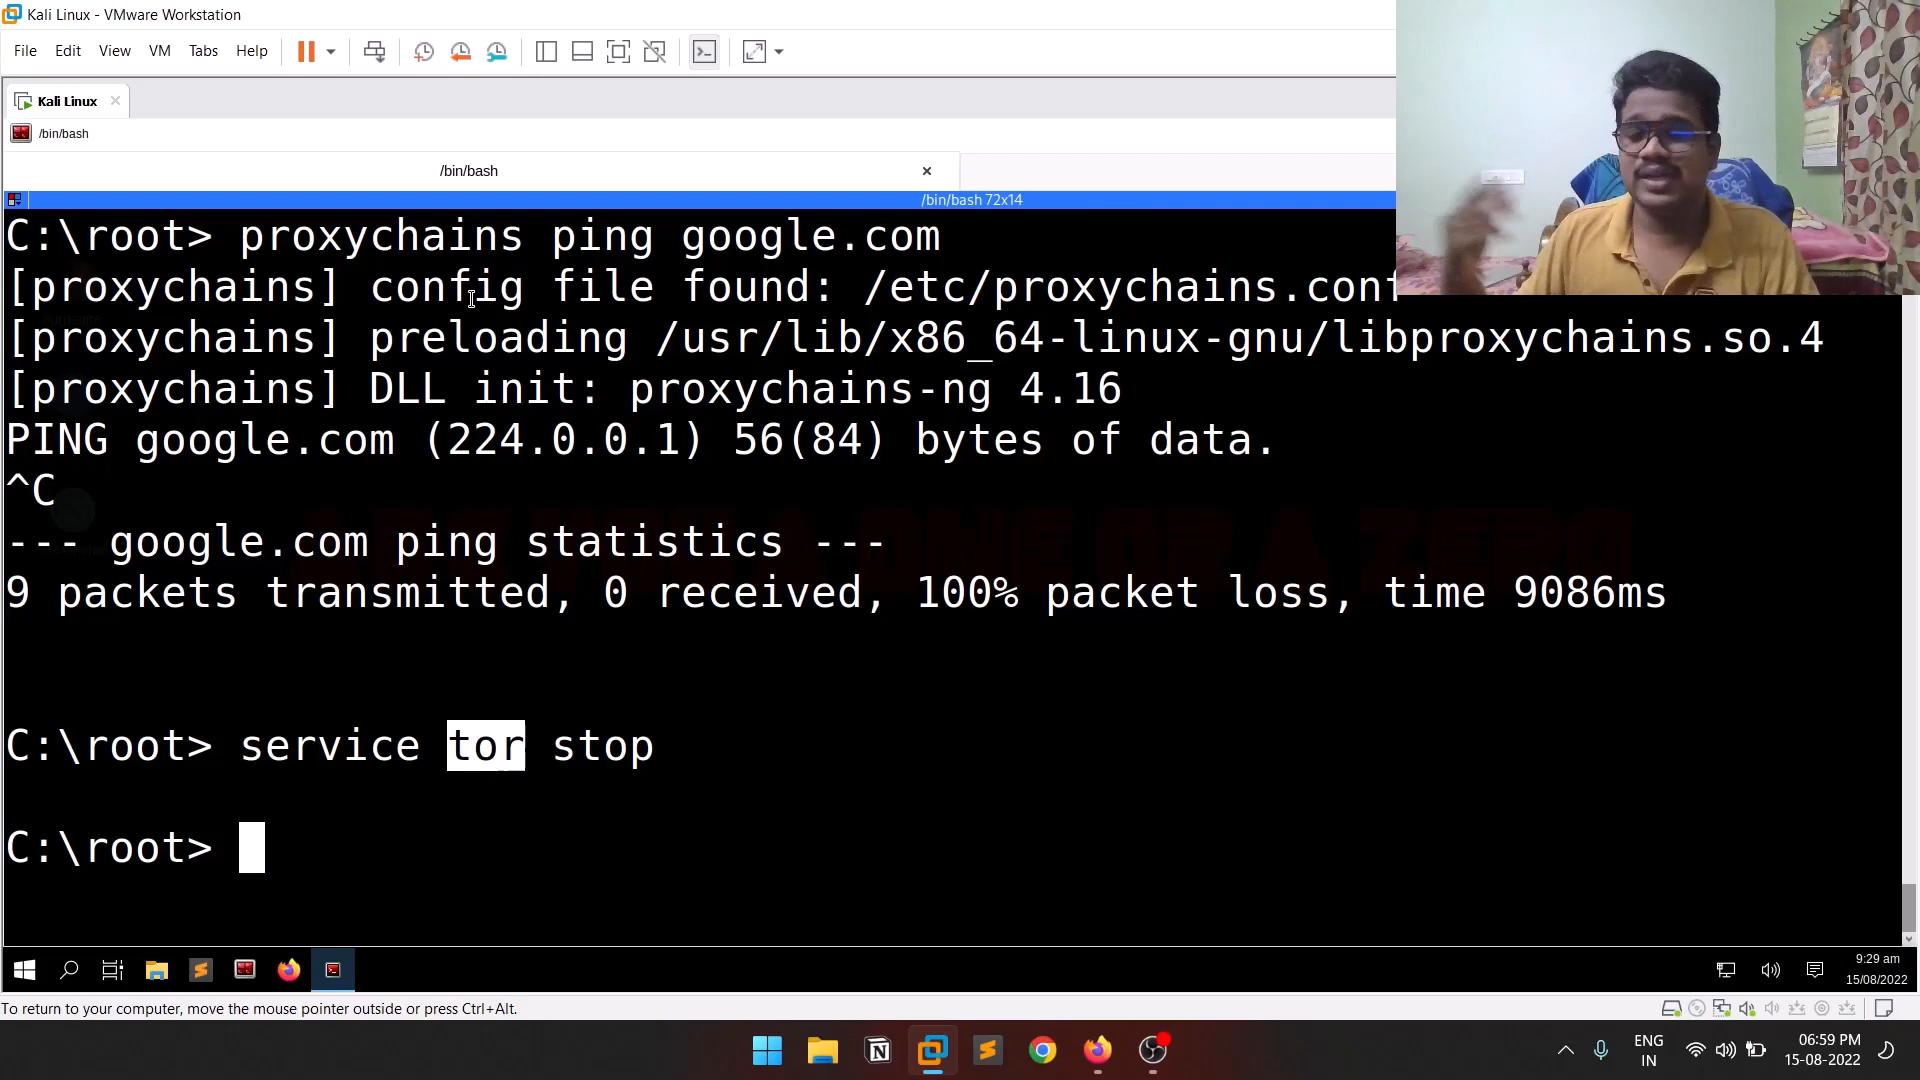 Kali Linux - VMware Workstation
File Edit View VM Tabs Help
Kali Linux
/bin/bash
/bin/bash
/bin/bash 72x14
C:\root> proxychains ping google.com
[proxychains] config file found: /etc/proxychains.conf
[proxychains] preloading /usr/lib/x86_64-linux-gnu/libproxychains.so.4
[proxychains] DLL init: proxychains-ng 4.16
PING google.com (224.0.0.1) 56(84) bytes of data.
^C
--- google.com ping statistics ---
9 packets transmitted, 0 received, 100% packet loss, time 9086ms
C:\root> service tor stop
C:\root>
9:29 am
15/08/2022
To return to your computer, move the mouse pointer outside or press Ctrl+Alt.
ENG
IN
06:59 PM
15-08-2022